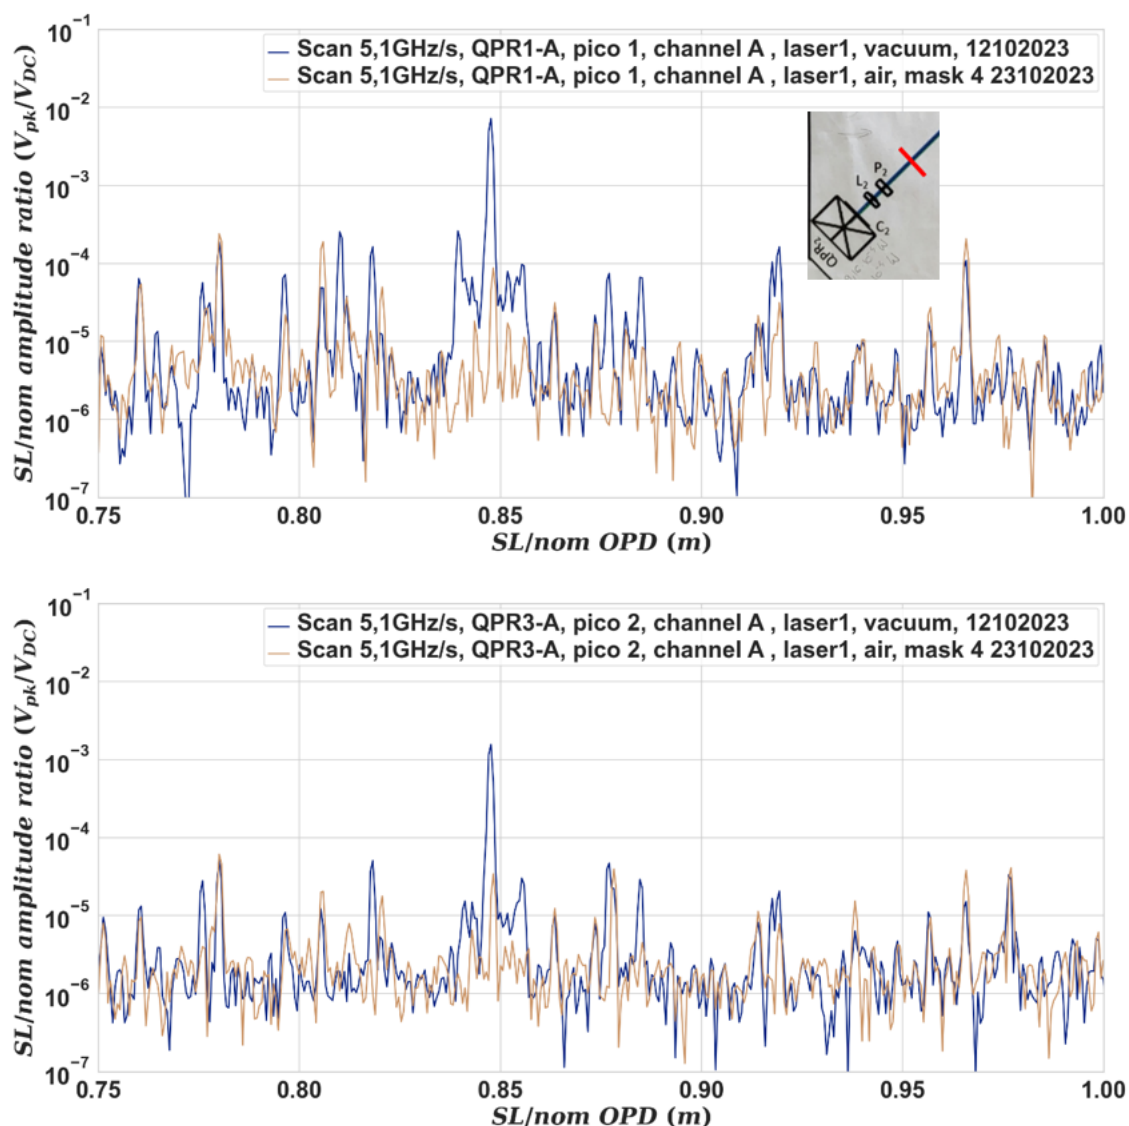 10⁻¹
10⁻²
10⁻³
10⁻⁴
10⁻⁵
10⁻⁶
10⁻⁷
SL/nom amplitude ratio (V_pk/V_DC)
Scan 5,1GHz/s, QPR1-A, pico 1, channel A , laser1, vacuum, 12102023
Scan 5,1GHz/s, QPR1-A, pico 1, channel A , laser1, air, mask 4 23102023
P₂
L₂
C₂
QPR₁
0.75 0.80 0.85 0.90 0.95 1.00
SL/nom OPD (m)
10⁻¹
10⁻²
10⁻³
10⁻⁴
10⁻⁵
10⁻⁶
10⁻⁷
SL/nom amplitude ratio (V_pk/V_DC)
Scan 5,1GHz/s, QPR3-A, pico 2, channel A , laser1, vacuum, 12102023
Scan 5,1GHz/s, QPR3-A, pico 2, channel A , laser1, air, mask 4 23102023
0.75 0.80 0.85 0.90 0.95 1.00
SL/nom OPD (m)